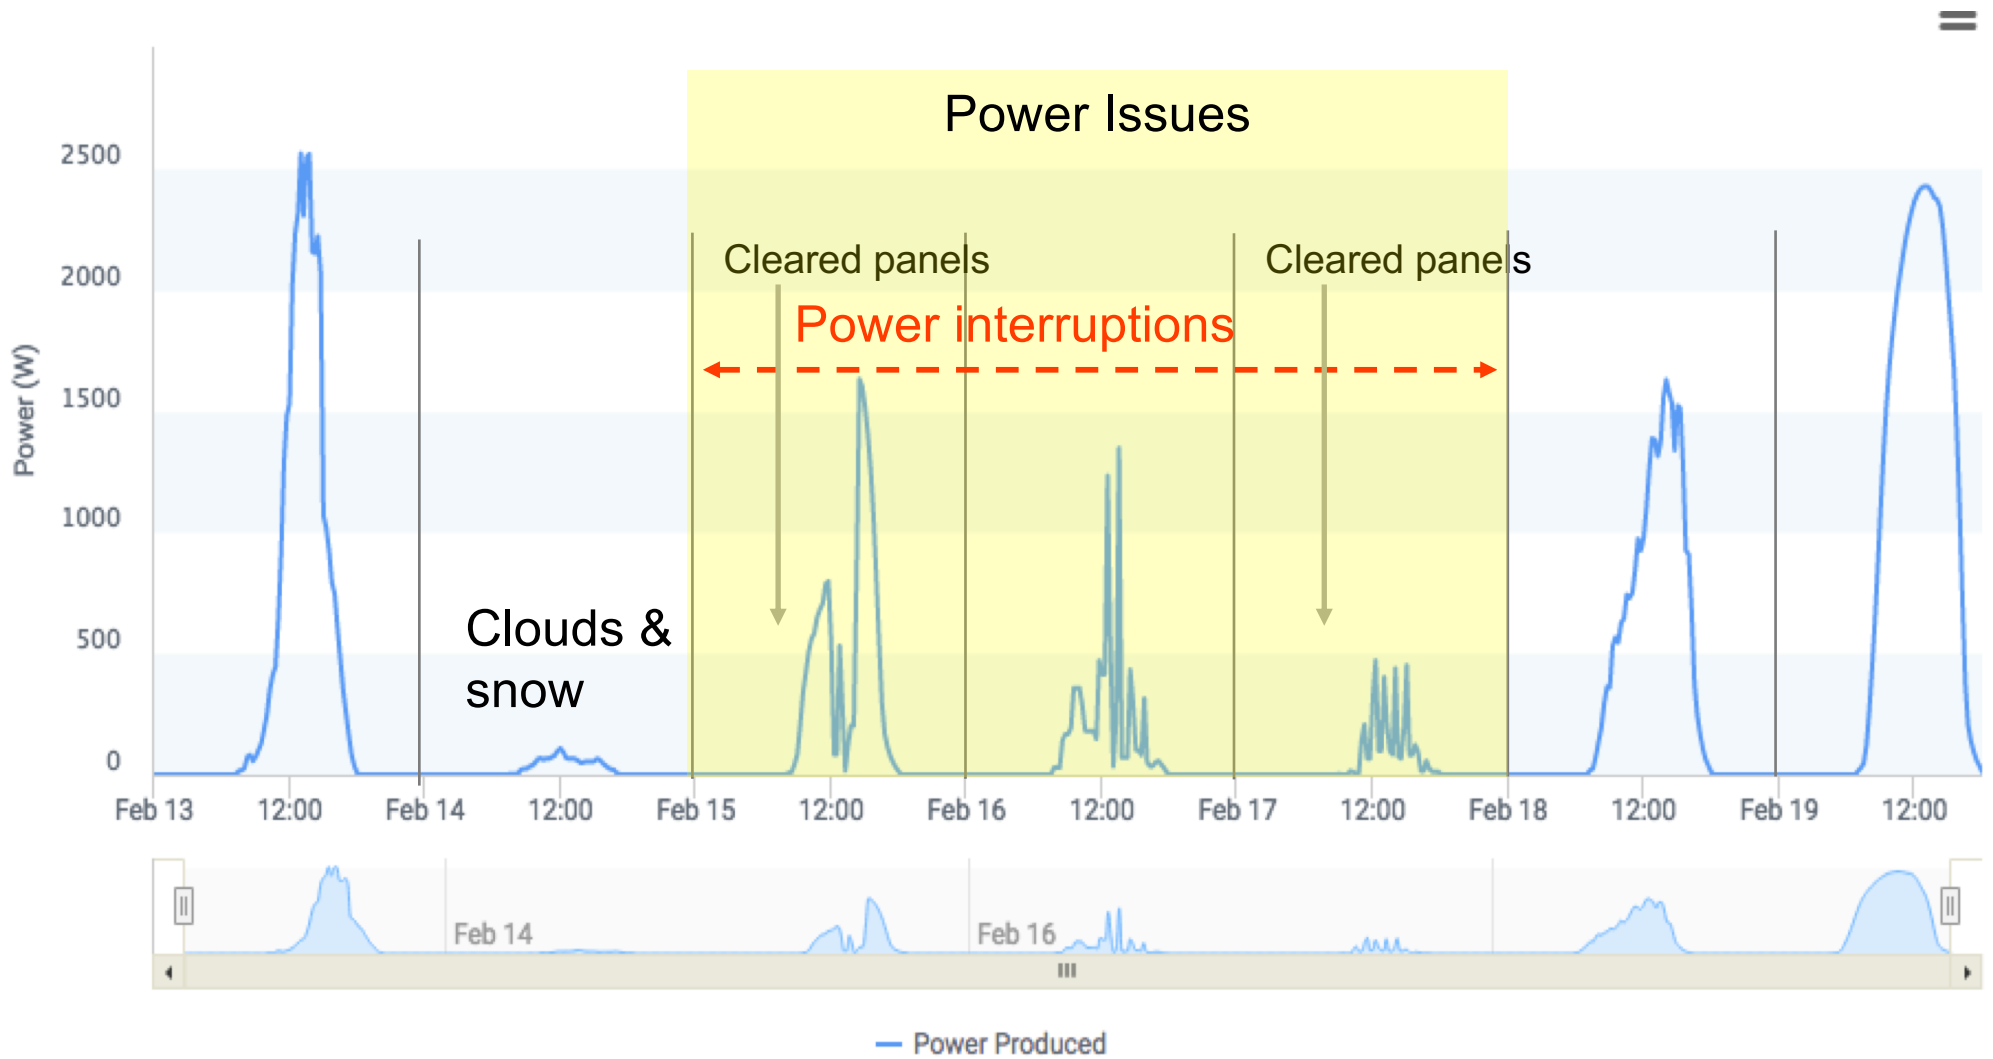 Power Issues
2500
2000
1500
1000
500
0
Power (W)
Cleared panels
Cleared panels
Power interruptions
Clouds &
snow
Feb 13 12:00 Feb 14 12:00 Feb 15 12:00 Feb 16 12:00 Feb 17 12:00 Feb 18 12:00 Feb 19 12:00
Feb 14 Feb 16
Power Produced